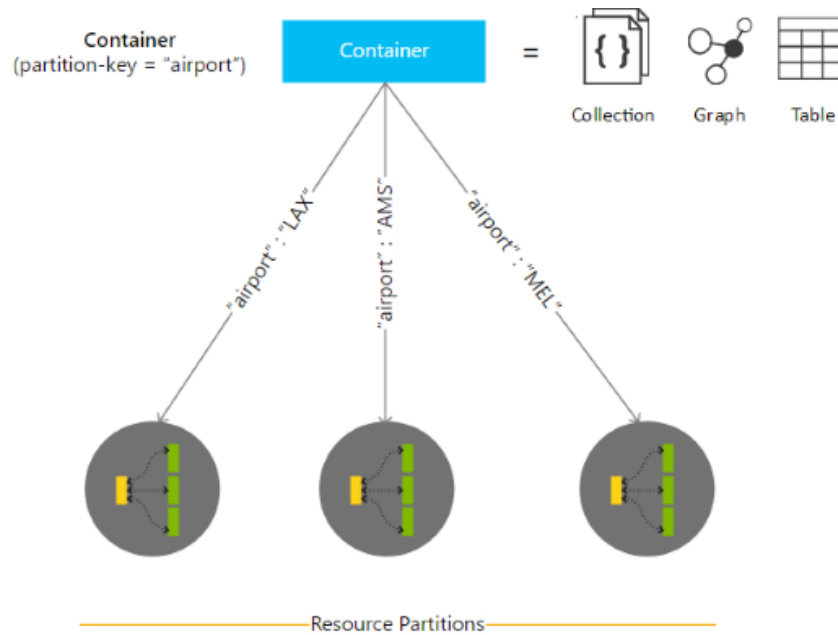 Container
(partition-key = “airport”)
Container
=
{ }
Collection
Graph
Table
“airport” : “LAX”
“airport” : “AMS”
“airport” : “MEL”
Resource Partitions